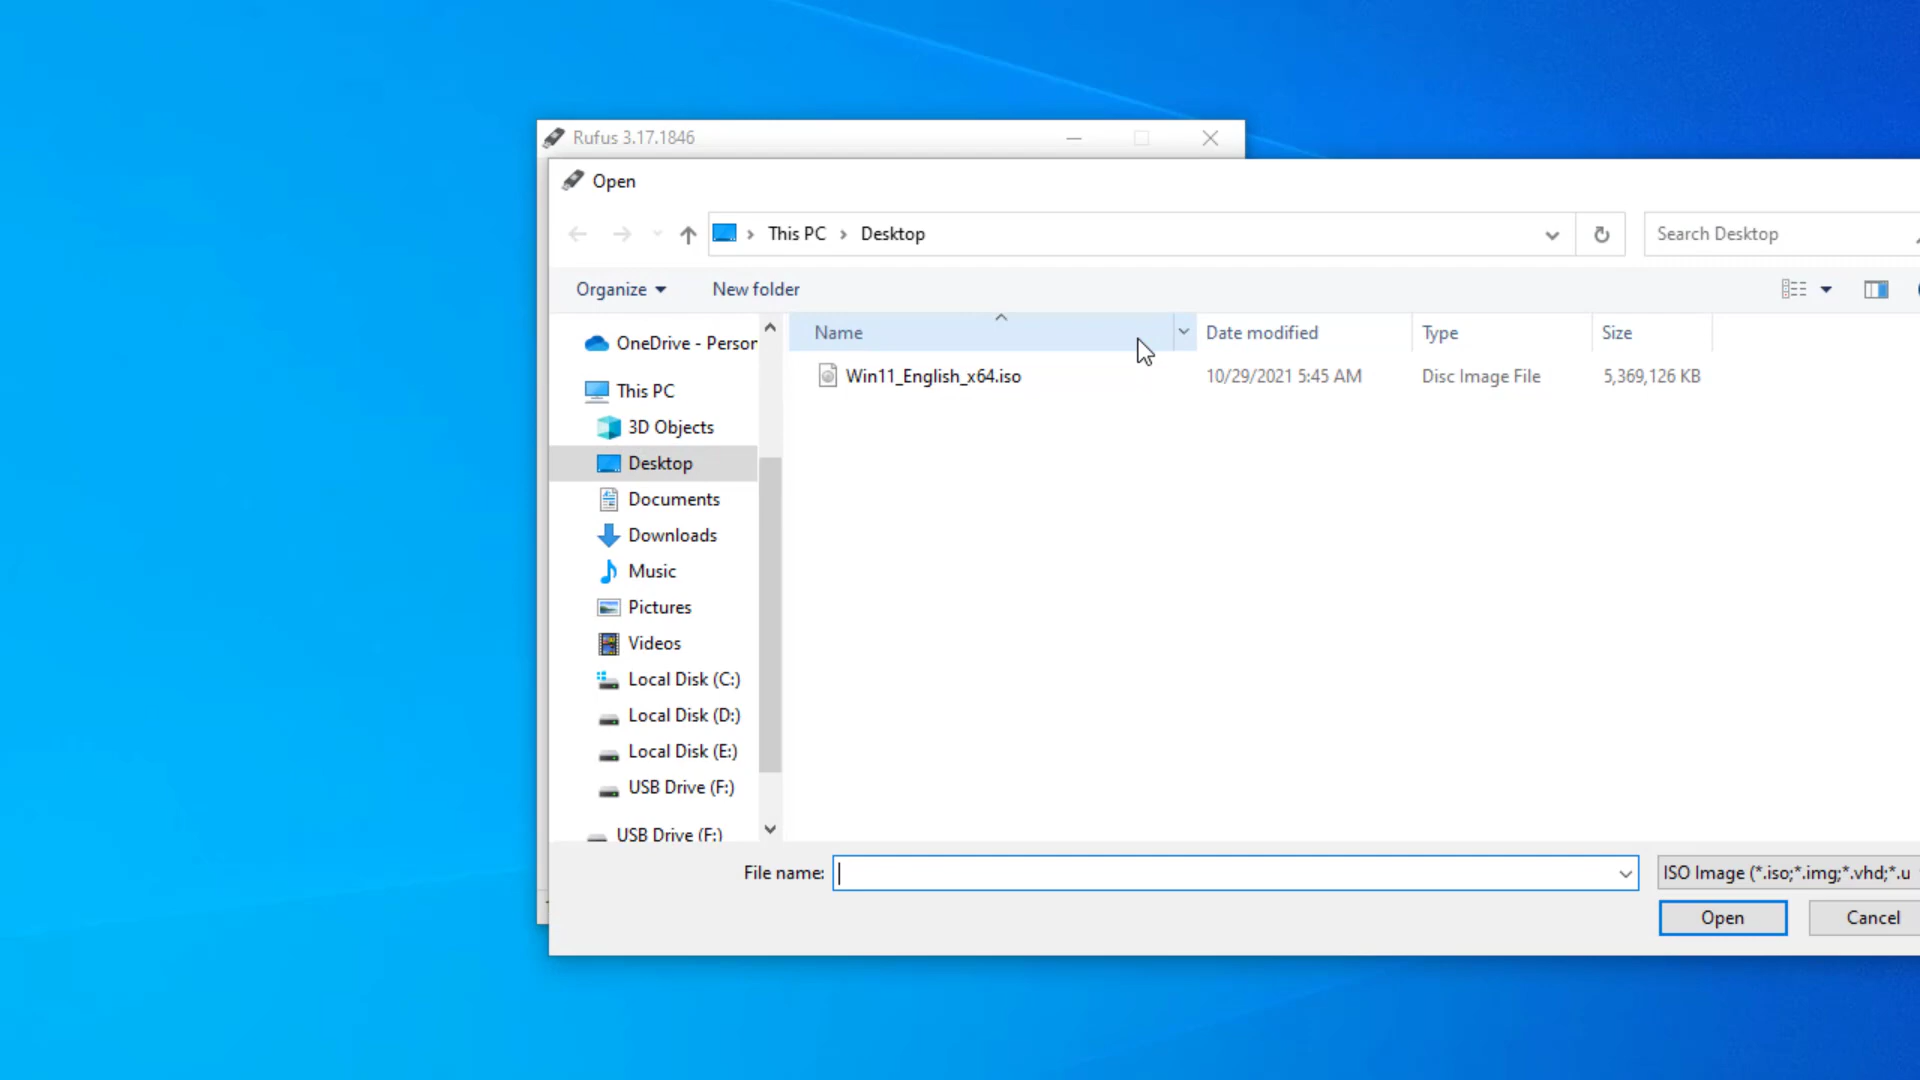 Rufus 3.17.1846
Open
This PC Desktop
Search Desktop
Organize New folder
Name Date modified Type Size
Win11_English_x64.iso 10/29/2021 5:45 AM Disc Image File 5,369,126 KB
OneDrive - Person
This PC
3D Objects
Desktop
Documents
Downloads
Music
Pictures
Videos
Local Disk (C:)
Local Disk (D:)
Local Disk (E:)
USB Drive (F:)
USB Drive (F:)
File name: ISO Image (*.iso;*.img;*.vhd;*.u
Open Cancel